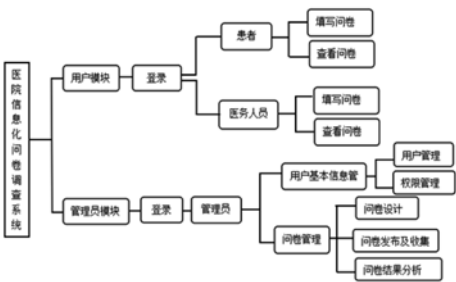 医院信息化问卷调查系统
用户模块
登录
患者
填写问卷
查看问卷
医务人员
填写问卷
查看问卷
管理员模块
登录
管理员
用户基本信息管
用户管理
权限管理
问卷管理
问卷设计
问卷发布及收集
问卷结果分析